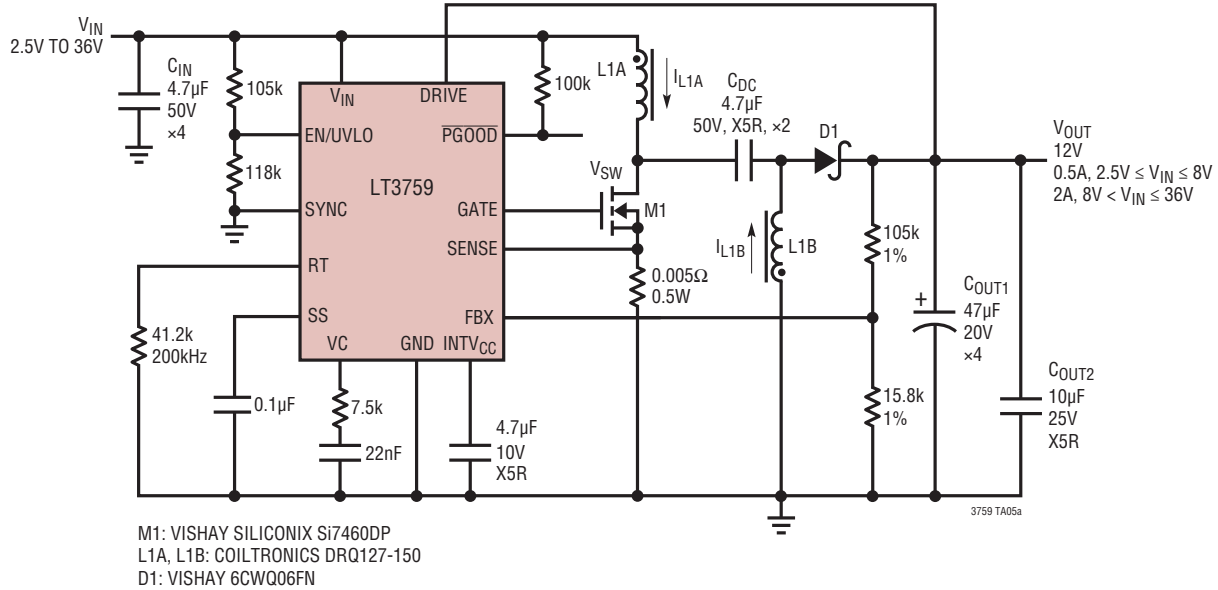 V_IN
2.5V TO 36V
C_IN
4.7µF
50V
×4
105k
118k
V_IN
DRIVE
EN/UVLO
PGOOD
LT3759
SYNC
GATE
SENSE
RT
SS
FBX
VC
GND
INTV_CC
100k
L1A
I_L1A
C_DC
4.7µF
50V, X5R, ×2
D1
V_OUT
12V
0.5A, 2.5V ≤ V_IN ≤ 8V
2A, 8V < V_IN ≤ 36V
V_SW
M1
I_L1B
L1B
0.005Ω
0.5W
105k
1%
+
C_OUT1
47µF
20V
×4
15.8k
1%
C_OUT2
10µF
25V
X5R
41.2k
200kHz
0.1µF
7.5k
22nF
4.7µF
10V
X5R
3759 TA05a
M1: VISHAY SILICONIX Si7460DP
L1A, L1B: COILTRONICS DRQ127-150
D1: VISHAY 6CWQ06FN